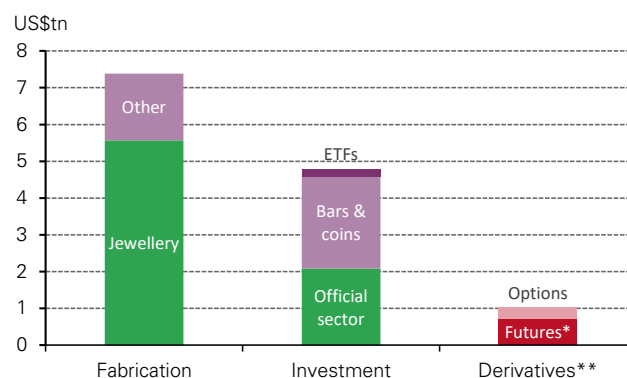 US$tn
8
7
6
5
4
3
2
1
0
Other
Jewellery
ETFs
Bars &
coins
Official
sector
Options
Futures*
Fabrication Investment Derivatives**